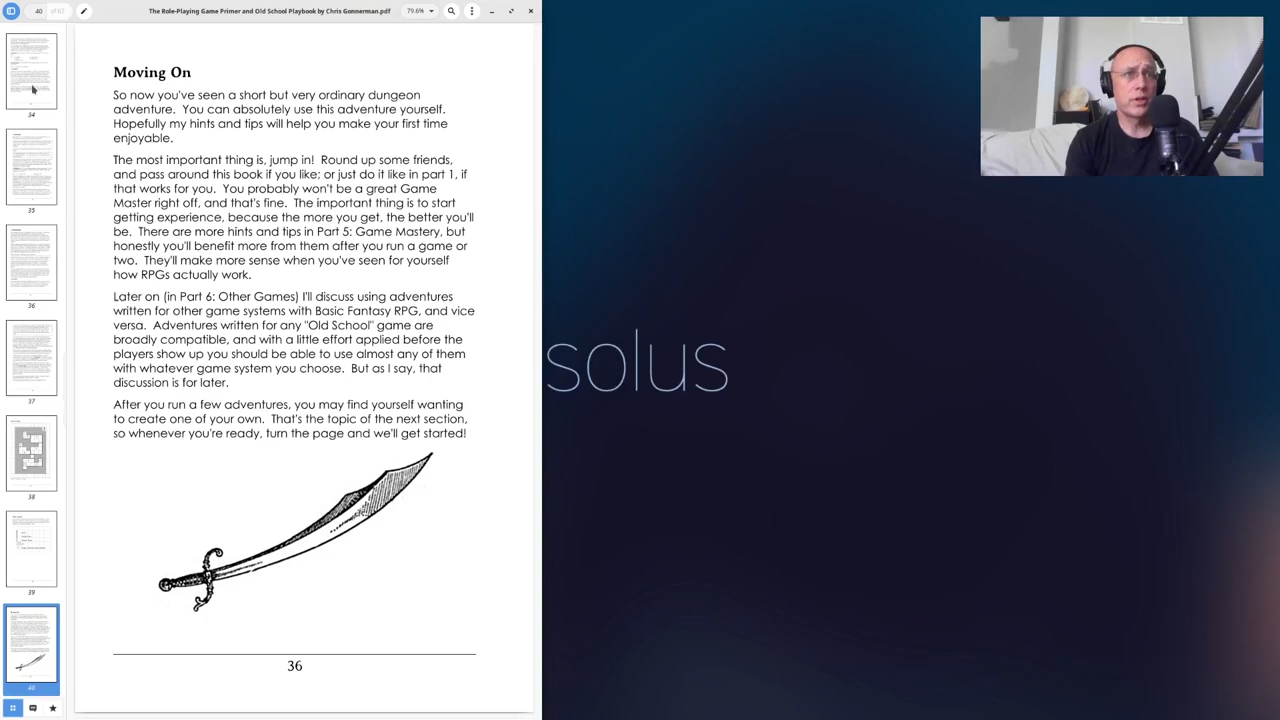 40 of 67
The Role-Playing Game Primer and Old School Playbook by Chris Gonnerman.pdf
79.6%
34
35
36
37
38
39
40
Moving On
So now you've seen a short but very ordinary dungeon
adventure. You can absolutely use this adventure yourself.
Hopefully my hints and tips will help you make your first time
enjoyable.
The most important thing is, jump in! Round up some friends,
and pass around this book if you like; or just do it like in part 1, if
that works for you. You probably won't be a great Game
Master right off, and that's fine. The important thing is to start
getting experience, because the more you get, the better you'll
be. There are more hints and tips in Part 5: Game Mastery, but
honestly you'll benefit more from them after you run a game or
two. They'll make more sense when you've seen for yourself
how RPGs actually work.
Later on (in Part 6: Other Games) I'll discuss using adventures
written for other game systems with Basic Fantasy RPG, and vice
versa. Adventures written for any "Old School" game are
broadly compatible, and with a little effort applied before the
players show up you should be able to use adapt any of them
with whatever game system you choose. But as I say, that
discussion is for later.
After you run a few adventures, you may find yourself wanting
to create one of your own. That's the topic of the next section,
so whenever you're ready, turn the page and we'll get started!
36
solus